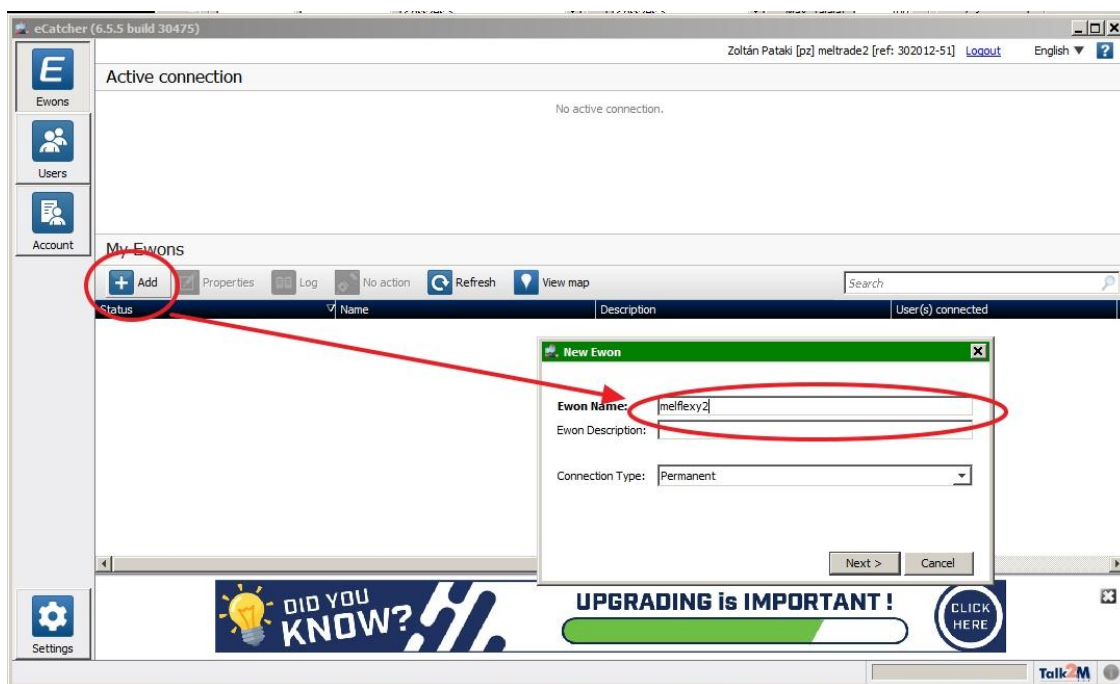 eCatcher (6.5.5 build 30475)
Zoltán Pataki [pz] meltrade2 [ref: 302012-51] Logout English ?
E
Ewons
Active connection
No active connection.
Users
Account
My Ewons
Add Properties Log No action Refresh View map Search
Status Name Description User(s) connected
New Ewon
Ewon Name: melflexy2
Ewon Description:
Connection Type: Permanent
Next > Cancel
DID YOU KNOW?
UPGRADING iS IMPORTANT !
CLICK HERE
Settings
Talk2M